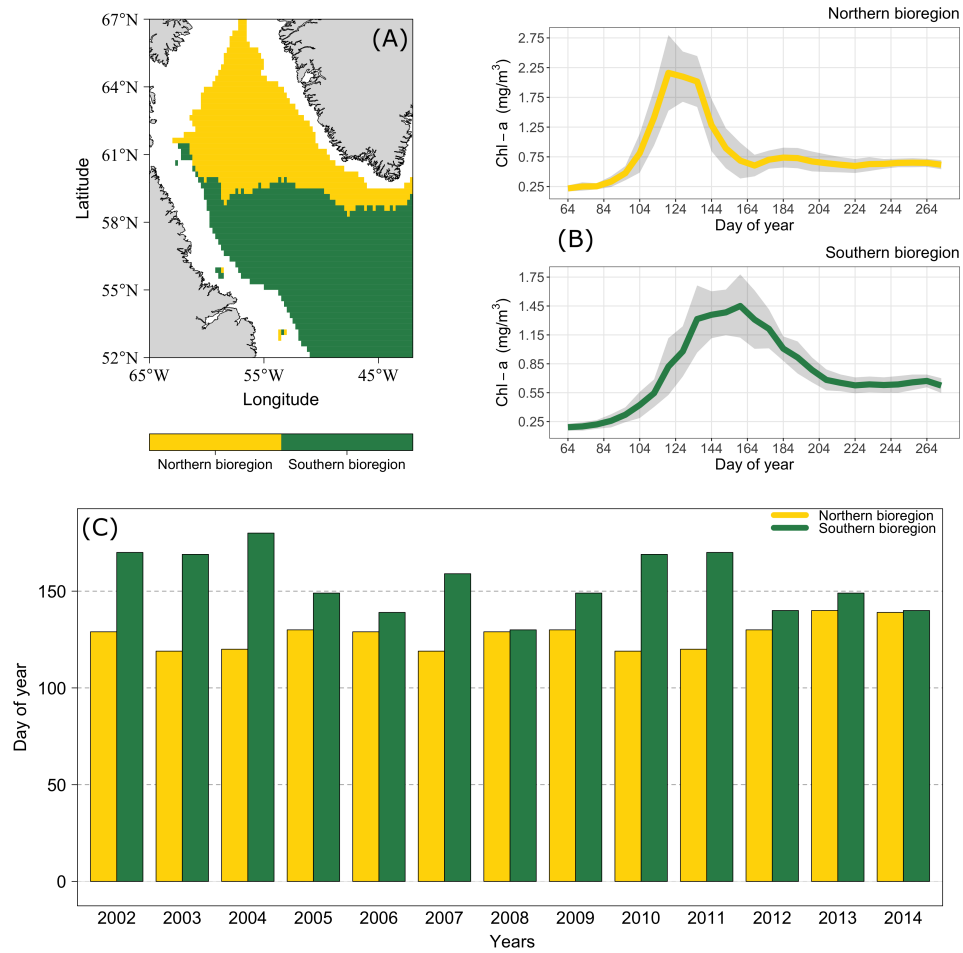 (A)
67°N
64°N
61°N
58°N
55°N
52°N
Latitude
65°W
55°W
45°W
Longitude
Northern bioregion
Southern bioregion
Northern bioregion
2.75
2.25
1.75
1.25
0.75
0.25
Chl − a (mg/m³)
64
84
104
124
144
164
184
204
224
244
264
Day of year
(B)
Southern bioregion
1.75
1.45
1.15
0.85
0.55
0.25
Chl − a (mg/m³)
64
84
104
124
144
164
184
204
224
244
264
Day of year
(C)
Northern bioregion
Southern bioregion
150
100
50
0
Day of year
2002
2003
2004
2005
2006
2007
2008
2009
2010
2011
2012
2013
2014
Years